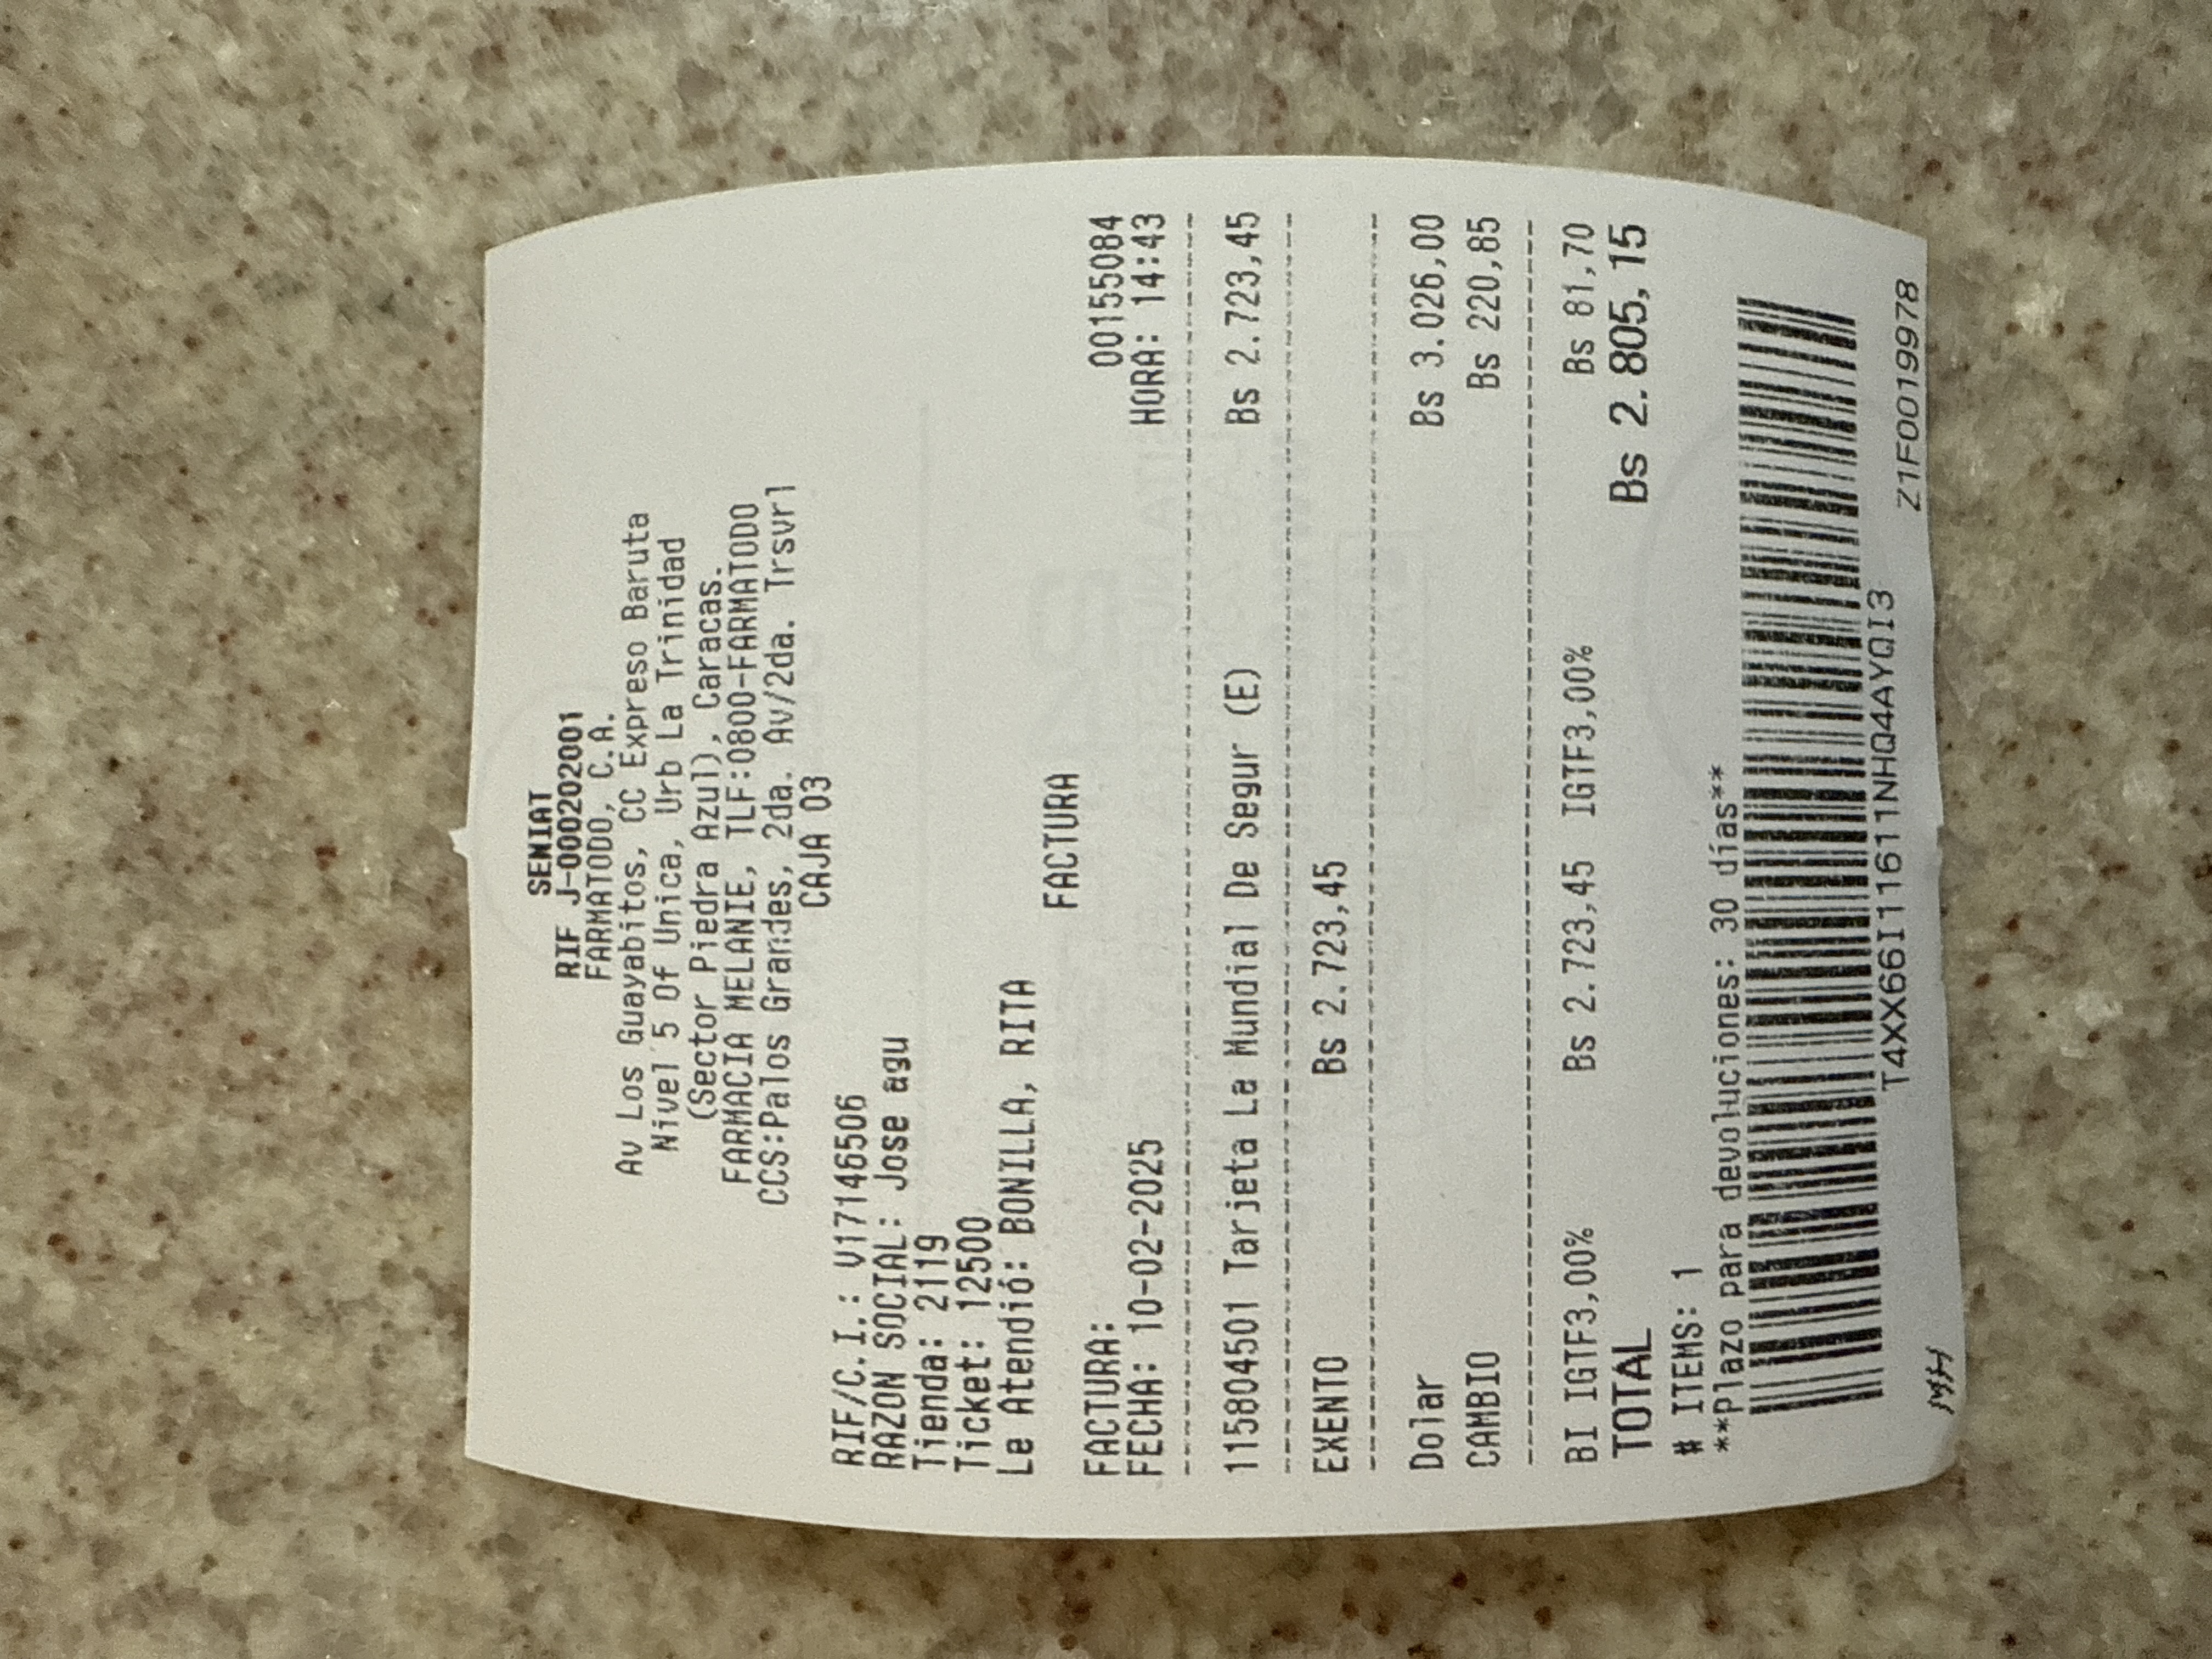 SENIAT
RIF J-000202001
FARMATODO, C.A.
Av Los Guayabitos, CC Expreso Baruta
Nivel 5 Of Unica, Urb La Trinidad
(Sector Piedra Azul), Caracas.
FARMACIA MELANIE, TLF:0800-FARMATODO
CCS:Palos Grandes, 2da. Av/2da. Trsvrl
CAJA 03
RIF/C.I.: V17146506
RAZON SOCIAL: Jose agu
Tienda: 2119
Ticket: 12500
Le Atendió: BONILLA, RITA
FACTURA
FACTURA: 00155084
FECHA: 10-02-2025 HORA: 14:43
115804501 Tarjeta La Mundial De Segur (E) Bs 2.723,45
EXENTO Bs 2.723,45
Dolar Bs 3.026,00
CAMBIO Bs 220,85
BI IGTF3,00% Bs 2.723,45 IGTF3,00% Bs 81,70
TOTAL Bs 2.805,15
# ITEMS: 1
**Plazo para devoluciones: 30 días**
T4XX66I11611NHQ4AYQI3
MH Z1F0019978